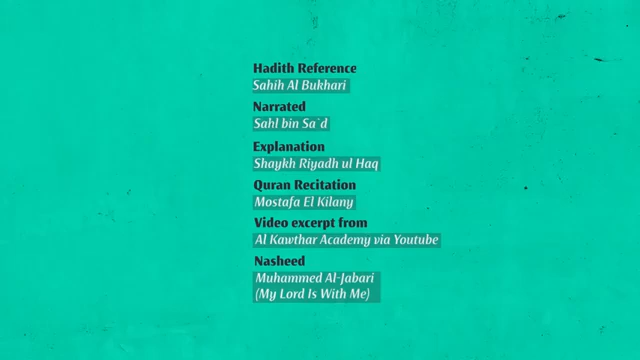 Hadith Reference
Sahih Al Bukhari
Narrated
Sahl bin Sa`d
Explanation
Shaykh Riyadh ul Haq
Quran Recitation
Mostafa El Kilany
Video excerpt from
Al Kawthar Academy via Youtube
Nasheed
Muhammed Al-Jabari
(My Lord Is With Me)